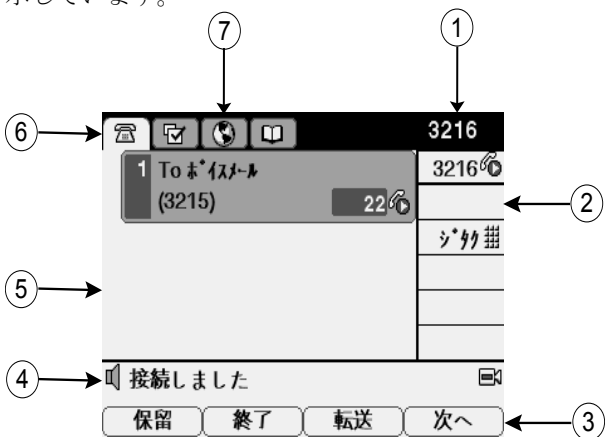 示しています。
7
1
6
3216
1 To ﾎﾞｲｽﾒｰﾙ
3216
(3215)
22
2
ｼﾞﾀｸ
5
4
接続しました
保留 終了 転送 次へ
3